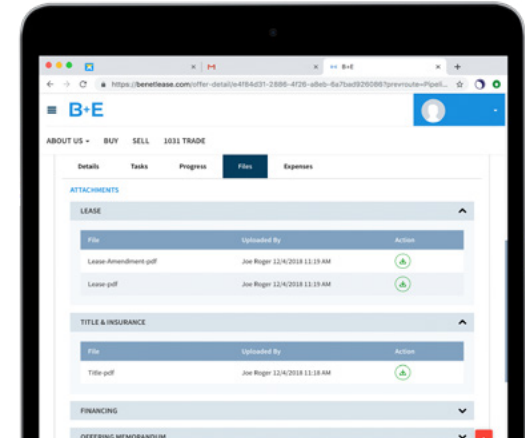 B+E
https://benetlease.com/offer-detail/e4f84d31-2886-4f26-a8eb-8a7bad926086?prevroute=Pipeli...
B+E
ABOUT US BUY SELL 1031 TRADE
Details Tasks Progress Files Expenses
ATTACHMENTS
LEASE
File Uploaded By Action
Lease-Amendment-pdf Joe Roger 12/4/2018 11:19 AM
Lease-pdf Joe Roger 12/4/2018 11:19 AM
TITLE & INSURANCE
File Uploaded By Action
Title-pdf Joe Roger 12/4/2018 11:18 AM
FINANCING
OFFERING MEMORANDUM